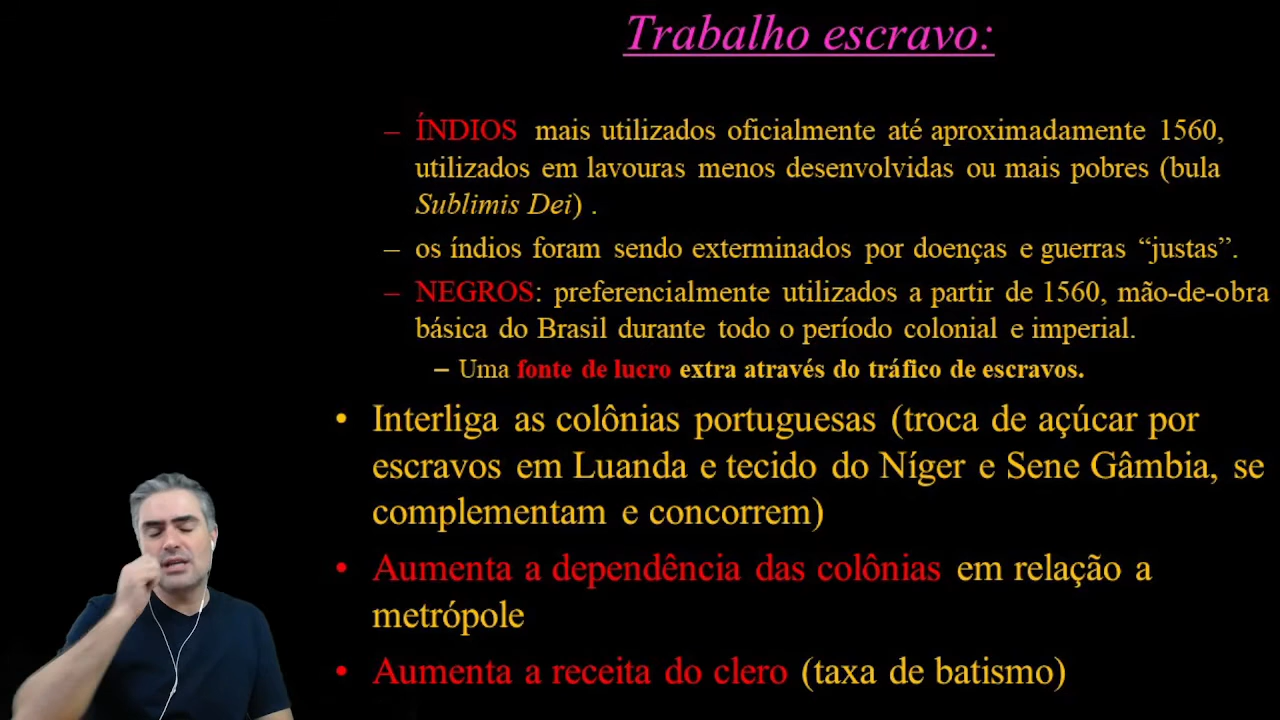 Trabalho escravo:
– ÍNDIOS mais utilizados oficialmente até aproximadamente 1560,
utilizados em lavouras menos desenvolvidas ou mais pobres (bula
Sublimis Dei) .
– os índios foram sendo exterminados por doenças e guerras “justas”.
– NEGROS: preferencialmente utilizados a partir de 1560, mão-de-obra
básica do Brasil durante todo o período colonial e imperial.
– Uma fonte de lucro extra através do tráfico de escravos.
• Interliga as colônias portuguesas (troca de açúcar por
escravos em Luanda e tecido do Níger e Sene Gâmbia, se
complementam e concorrem)
• Aumenta a dependência das colônias em relação a
metrópole
• Aumenta a receita do clero (taxa de batismo)